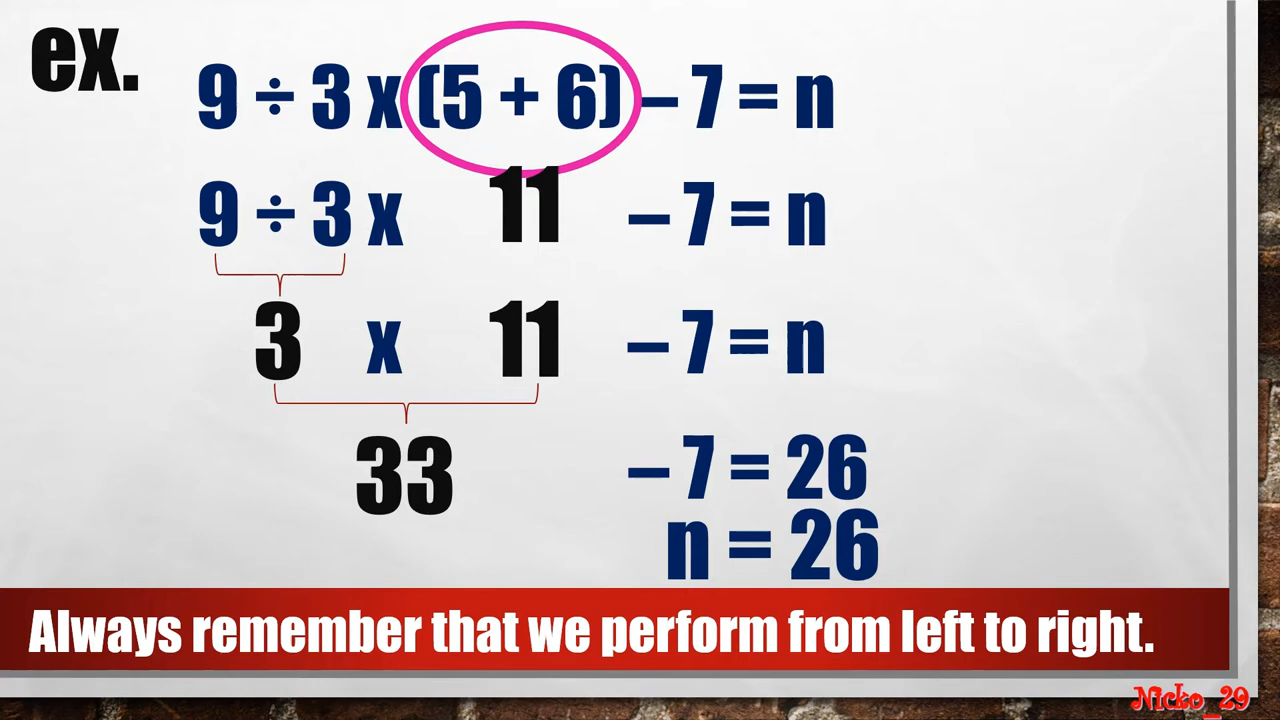 ex.
9 ÷ 3 x (5 + 6) – 7 = n
9 ÷ 3 x 11 – 7 = n
3 x 11 – 7 = n
33 – 7 = 26
n = 26
Always remember that we perform from left to right.
Nicko_29